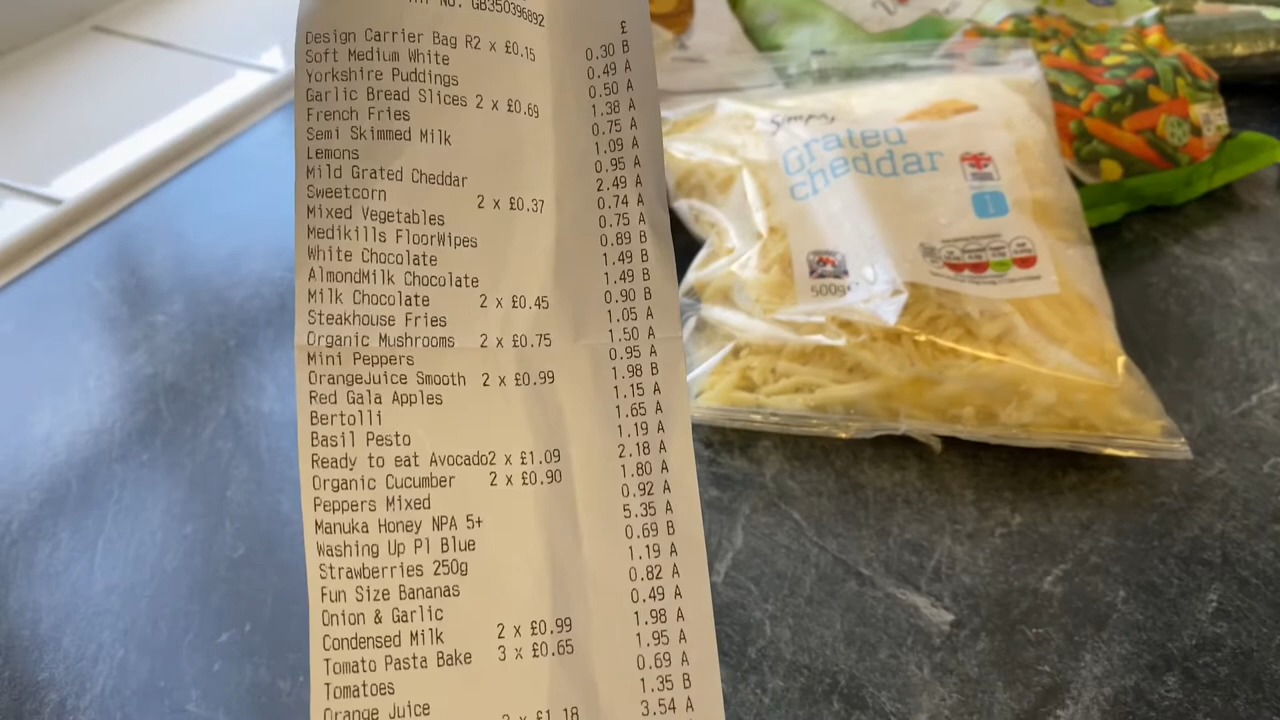 NO. GB350396892
£
Design Carrier Bag R2 x £0.15 0.30 B
Soft Medium White 0.49 A
Yorkshire Puddings 0.50 A
Garlic Bread Slices 2 x £0.69 1.38 A
French Fries 0.75 A
Semi Skimmed Milk 1.09 A
Lemons 0.95 A
Mild Grated Cheddar 2.49 A
Sweetcorn 2 x £0.37 0.74 A
Mixed Vegetables 0.75 A
Medikills FloorWipes 0.89 B
White Chocolate 1.49 B
AlmondMilk Chocolate 1.49 B
Milk Chocolate 2 x £0.45 0.90 B
Steakhouse Fries 1.05 A
Organic Mushrooms 2 x £0.75 1.50 A
Mini Peppers 0.95 A
OrangeJuice Smooth 2 x £0.99 1.98 B
Red Gala Apples 1.15 A
Bertolli 1.65 A
Basil Pesto 1.19 A
Ready to eat Avocado2 x £1.09 2.18 A
Organic Cucumber 2 x £0.90 1.80 A
Peppers Mixed 0.92 A
Manuka Honey NPA 5+ 5.35 A
Washing Up Pl Blue 0.69 B
Strawberries 250g 1.19 A
Fun Size Bananas 0.82 A
Onion & Garlic 0.49 A
Condensed Milk 2 x £0.99 1.98 A
Tomato Pasta Bake 3 x £0.65 1.95 A
Tomatoes 0.69 A
Orange Juice 1.35 B
x £1.18 3.54 A
Simply
Grated
cheddar
500g